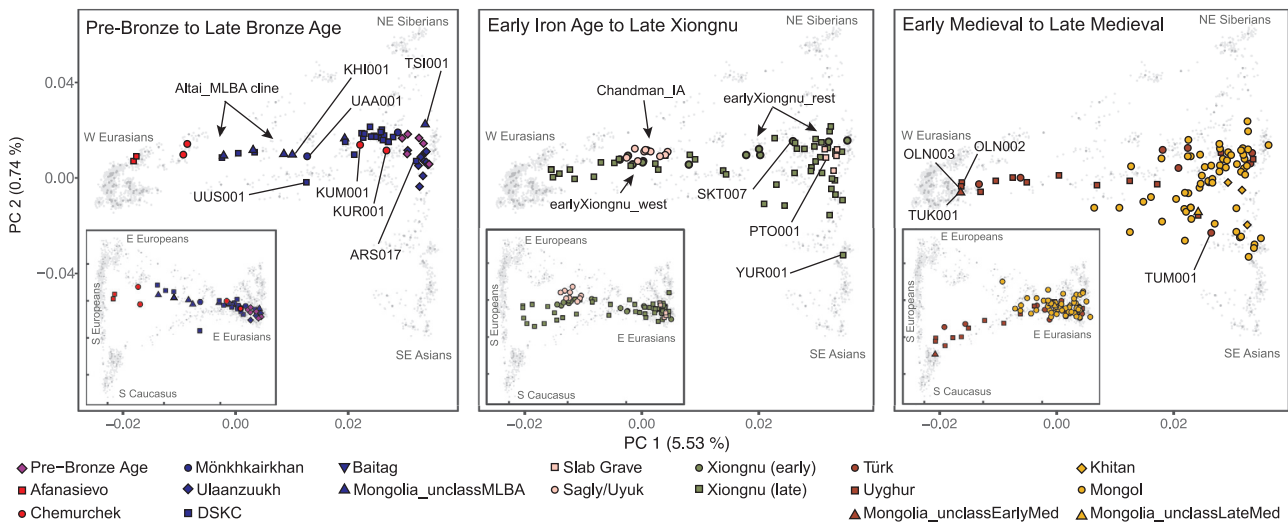 Pre-Bronze to Late Bronze Age
NE Siberians
TSI001
KHI001
Altai_MLBA cline
UAA001
W Eurasians
UUS001
KUM001
KUR001
ARS017
E Europeans
S Europeans
E Eurasians
S Caucasus
SE Asians
PC 2 (0.74 %)
0.04
0.00
−0.04
−0.02
0.00
0.02
Early Iron Age to Late Xiongnu
NE Siberians
Chandman_IA
earlyXiongnu_rest
W Eurasians
earlyXiongnu_west
SKT007
PTO001
YUR001
E Europeans
S Europeans
E Eurasians
S Caucasus
SE Asians
−0.02
0.00
0.02
PC 1 (5.53 %)
Early Medieval to Late Medieval
NE Siberians
W Eurasians
OLN003
OLN002
TUK001
TUM001
E Europeans
S Europeans
E Eurasians
S Caucasus
SE Asians
−0.02
0.00
0.02
Pre−Bronze Age
Afanasievo
Chemurchek
Mönkhkairkhan
Ulaanzuukh
DSKC
Baitag
Mongolia_unclassMLBA
Slab Grave
Sagly/Uyuk
Xiongnu (early)
Xiongnu (late)
Türk
Uyghur
Mongolia_unclassEarlyMed
Khitan
Mongol
Mongolia_unclassLateMed